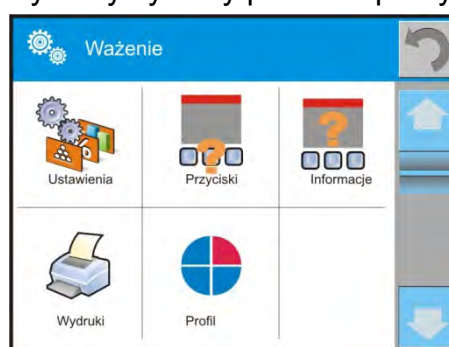 Ważenie
Ustawienia
Przyciski
Informacje
Wydruki
Profil